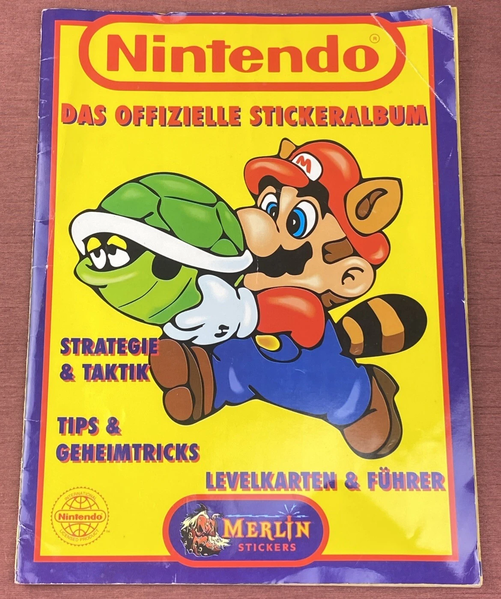 Nintendo®
DAS OFFIZIELLE STICKERALBUM
M
STRATEGIE
& TAKTIK
TIPS &
GEHEIMTRICKS
LEVELKARTEN & FÜHRER
Nintendo
MERLIN
STICKERS